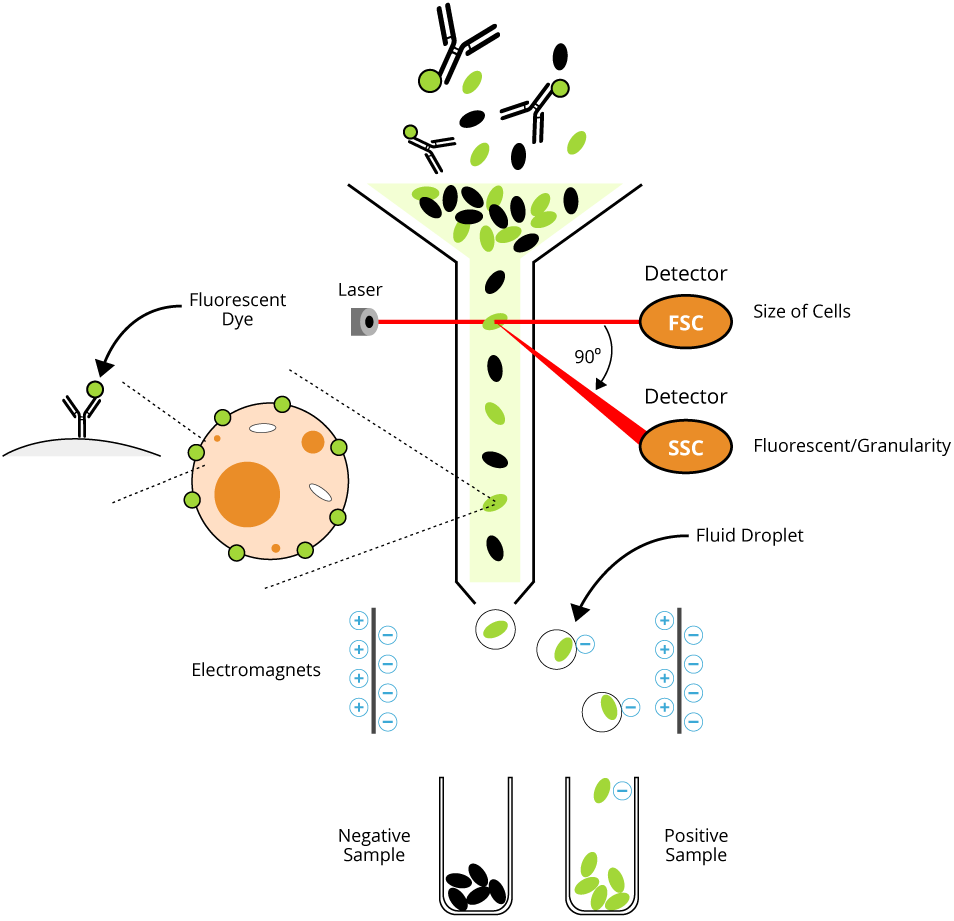 Detector
Laser
Fluorescent
Dye
FSC
Size of Cells
90°
Detector
SSC
Fluorescent/Granularity
Fluid Droplet
+
−
+
−
+
−
+
−
Electromagnets
−
−
+
−
+
−
+
−
+
−
−
Negative
Sample
Positive
Sample